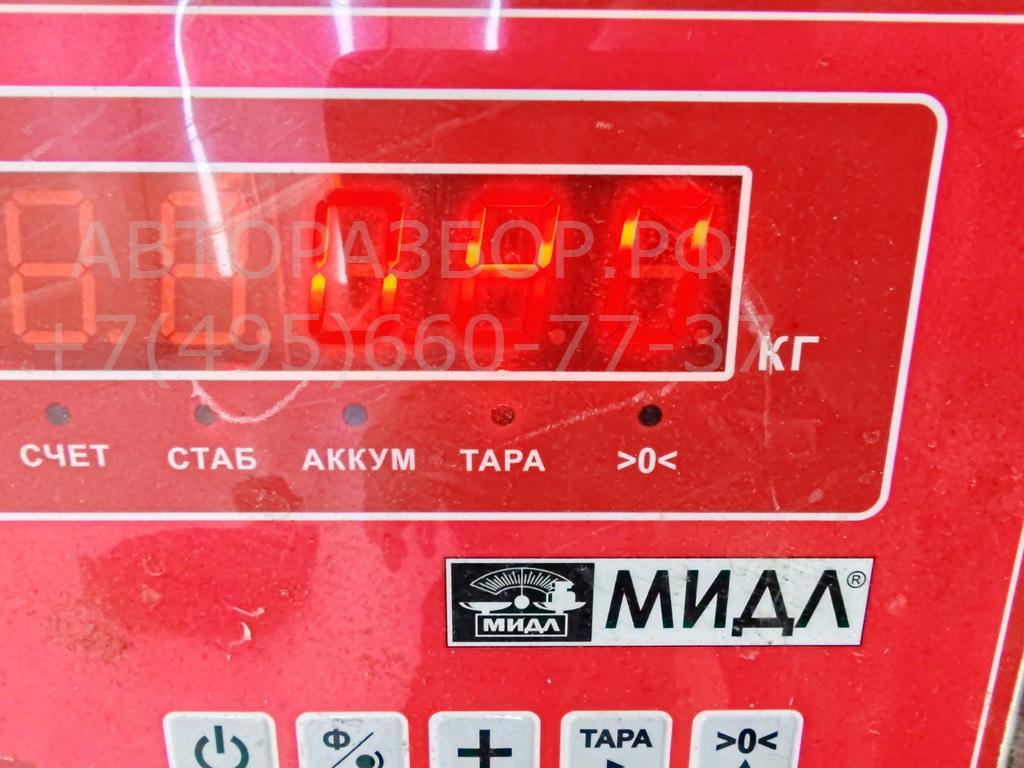 АВТОРАЗБОР.РФ
+7(495)660-77-37
КГ
СЧЕТ СТАБ АККУМ ТАРА >0<
МИДЛ МИДЛ®
Ф + ТАРА >0<